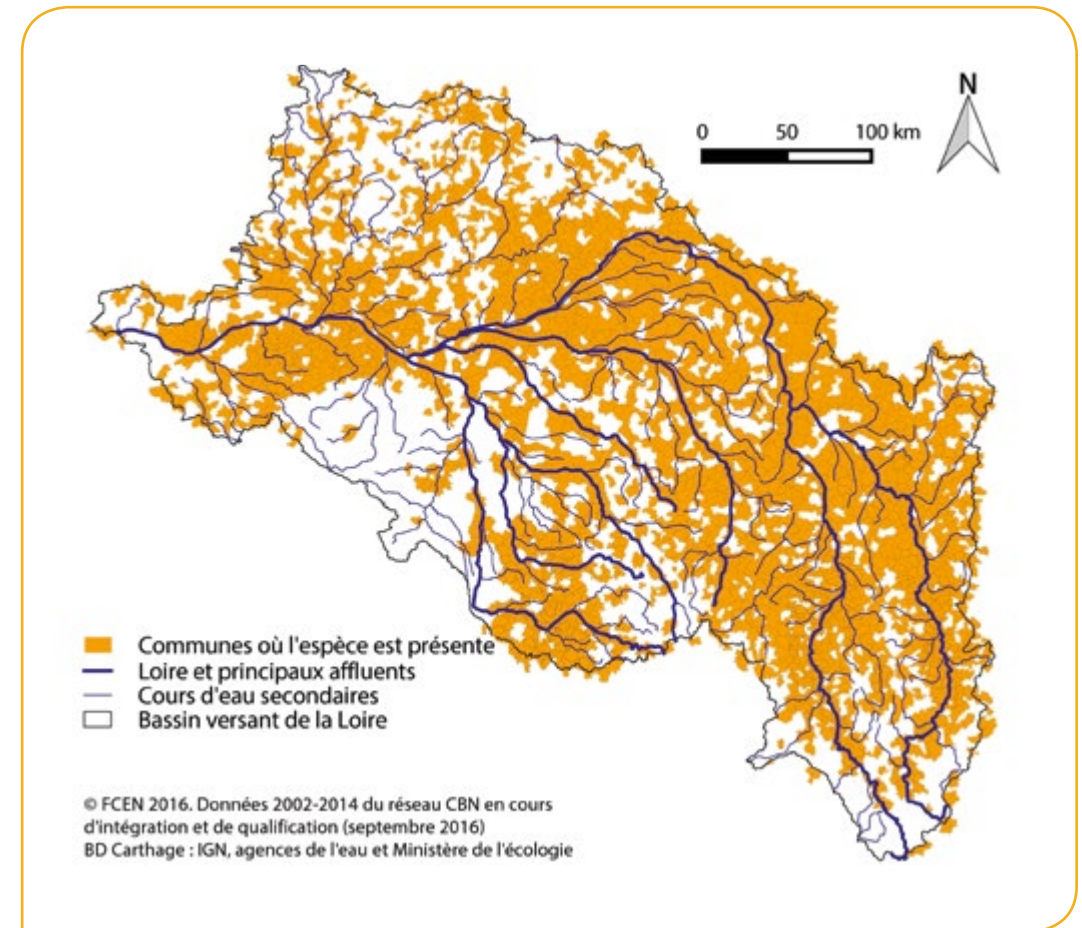 N
0 50 100 km
Communes où l'espèce est présente
Loire et principaux affluents
Cours d'eau secondaires
Bassin versant de la Loire
© FCEN 2016. Données 2002-2014 du réseau CBN en cours
d'intégration et de qualification (septembre 2016)
BD Carthage : IGN, agences de l'eau et Ministère de l'écologie